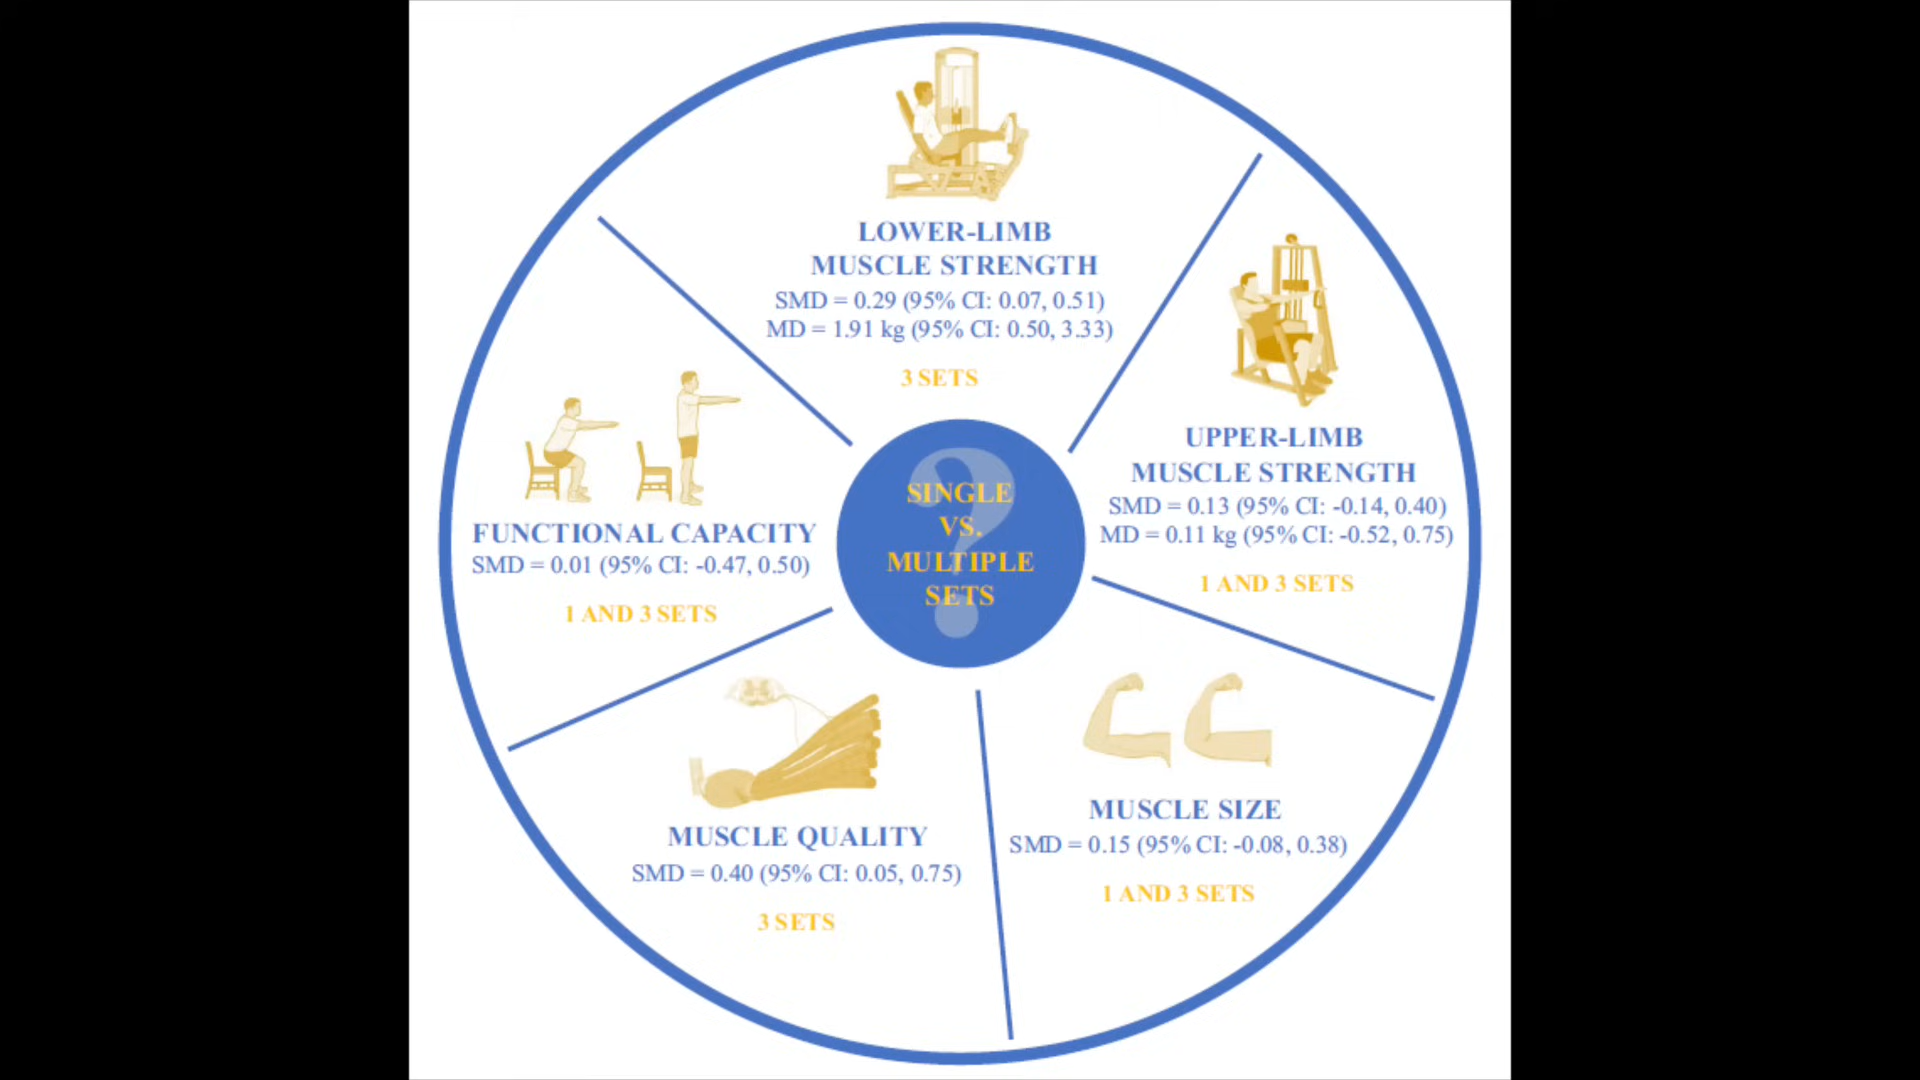 LOWER-LIMB
MUSCLE STRENGTH
SMD = 0.29 (95% CI: 0.07, 0.51)
MD = 1.91 kg (95% CI: 0.50, 3.33)
3 SETS
UPPER-LIMB
MUSCLE STRENGTH
SMD = 0.13 (95% CI: -0.14, 0.40)
MD = 0.11 kg (95% CI: -0.52, 0.75)
1 AND 3 SETS
?
SINGLE
VS.
MULTIPLE
SETS
FUNCTIONAL CAPACITY
SMD = 0.01 (95% CI: -0.47, 0.50)
1 AND 3 SETS
MUSCLE QUALITY
SMD = 0.40 (95% CI: 0.05, 0.75)
3 SETS
MUSCLE SIZE
SMD = 0.15 (95% CI: -0.08, 0.38)
1 AND 3 SETS